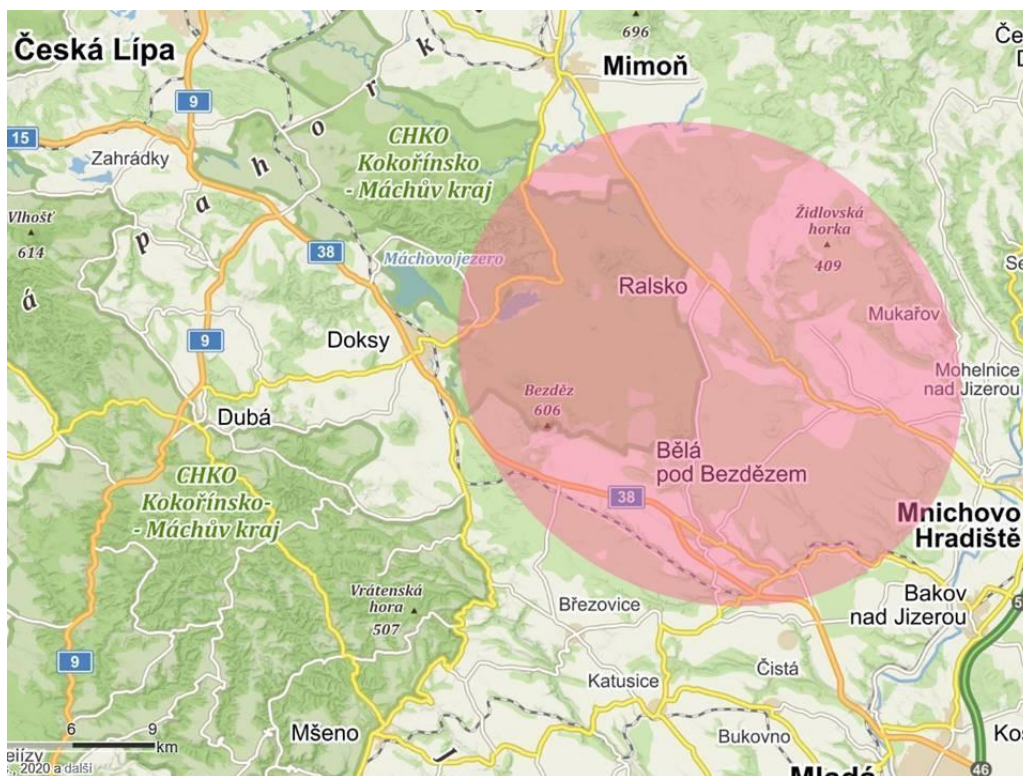 Česká Lípa
696
Mimoň
k
r
o
h
a
p
á
9
15
Zahrádky
CHKO
Kokořínsko
- Máchův kraj
Vlhošť
614
38
Máchovo jezero
Židlovská
horka
409
Ralsko
Mukařov
9
Doksy
Mohelnice
nad Jizerou
Bezděz
606
Dubá
Bělá
pod Bezdězem
CHKO
Kokořínsko-
- Máchův kraj
38
Mnichovo
Hradiště
Vrátenská
hora
507
Březovice
Bakov
nad Jizerou
9
Katusice
Čistá
6 9
km
Mšeno
Bukovno
46
2020 a další